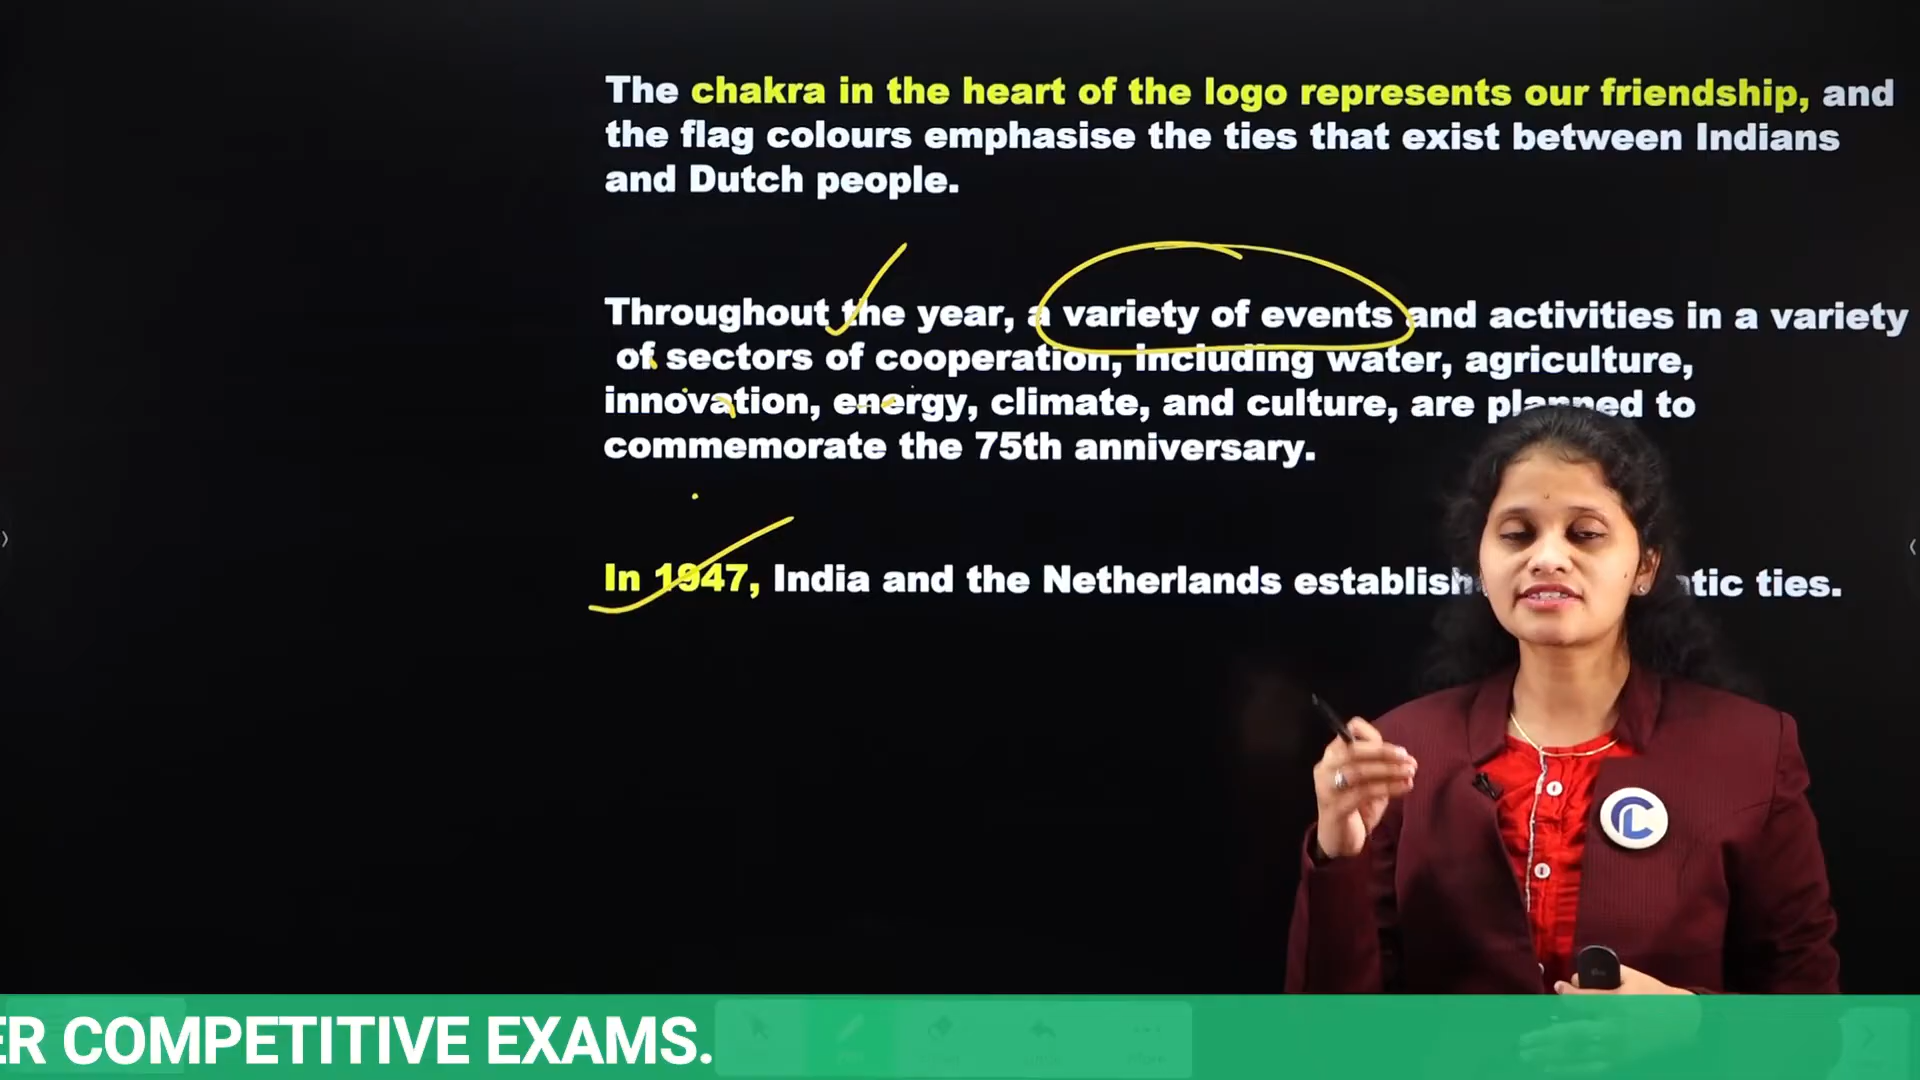 The chakra in the heart of the logo represents our friendship, and
the flag colours emphasise the ties that exist between Indians
and Dutch people.
Throughout the year, a variety of events and activities in a variety
of sectors of cooperation, including water, agriculture,
innovation, energy, climate, and culture, are planned to
commemorate the 75th anniversary.
In 1947, India and the Netherlands establish tic ties.
ER COMPETITIVE EXAMS.